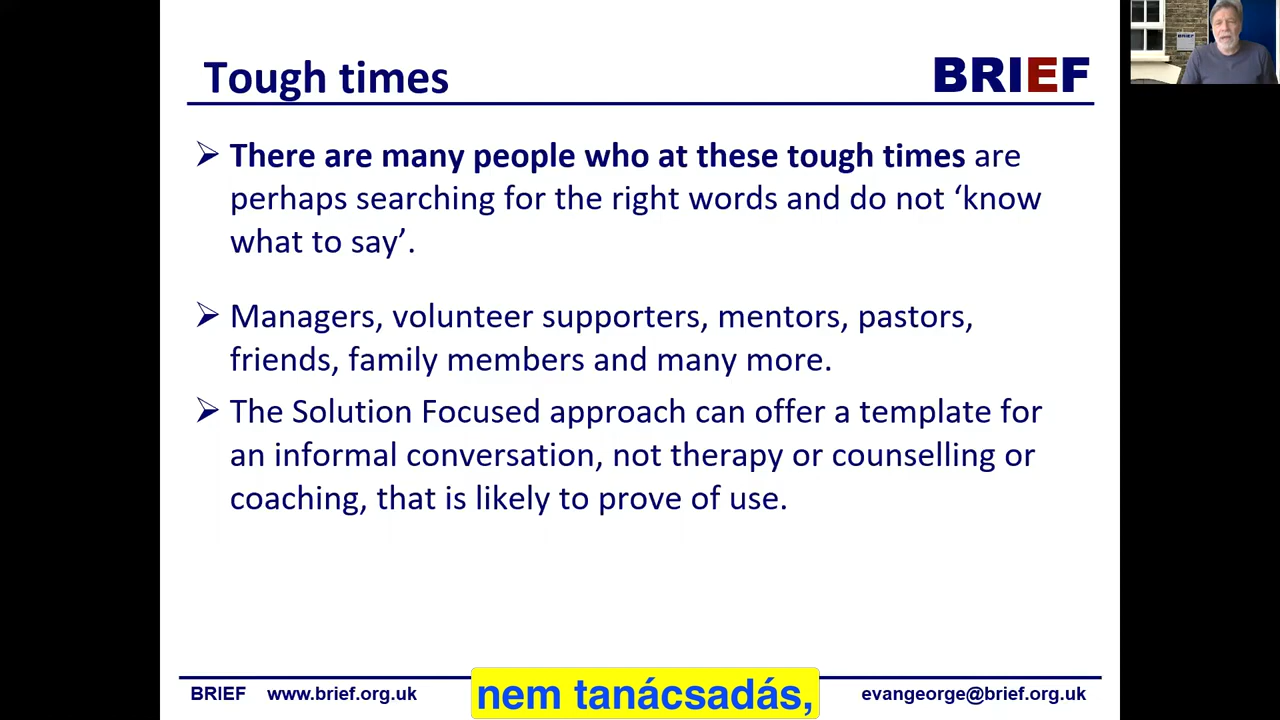 Tough times
BRIEF
There are many people who at these tough times are
perhaps searching for the right words and do not ‘know
what to say’.
Managers, volunteer supporters, mentors, pastors,
friends, family members and many more.
The Solution Focused approach can offer a template for
an informal conversation, not therapy or counselling or
coaching, that is likely to prove of use.
BRIEF www.brief.org.uk
nem tanácsadás,
evangeorge@brief.org.uk
BRIEF